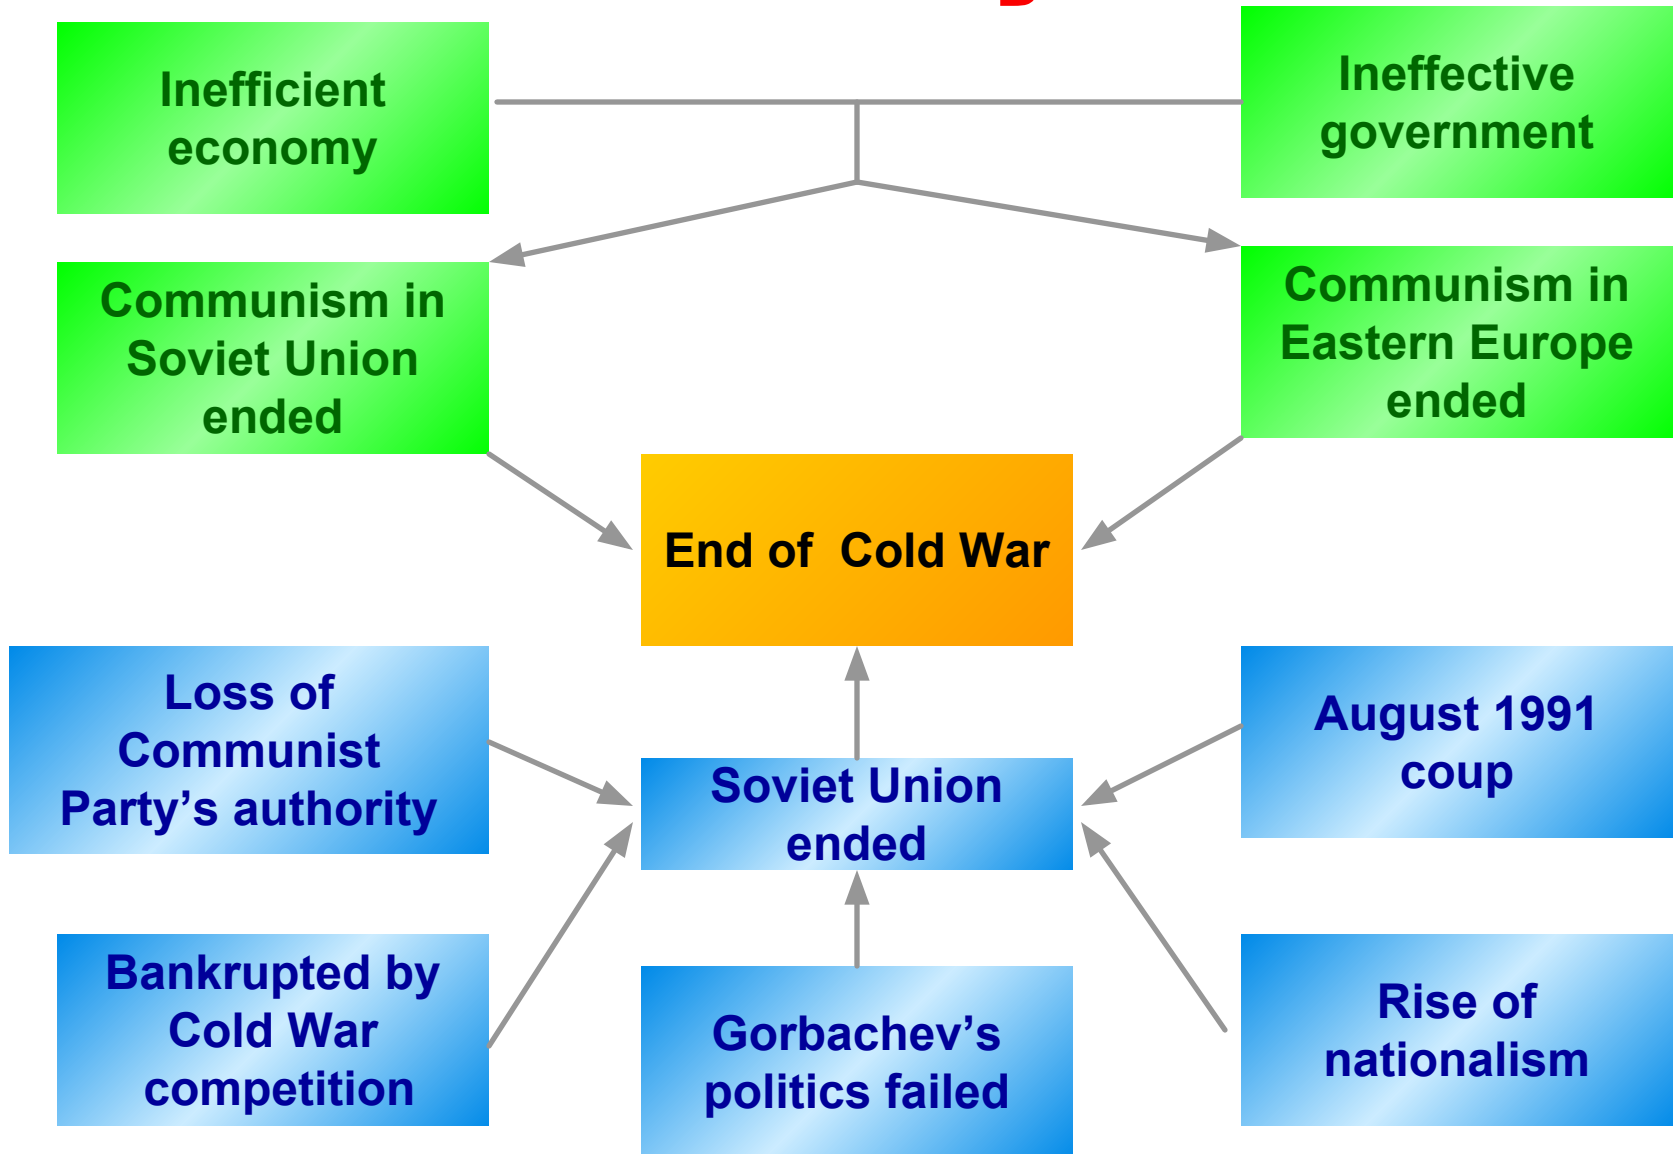 Inefficient
economy
Ineffective
government
Communism in
Soviet Union
ended
Communism in
Eastern Europe
ended
End of  Cold War
Loss of
Communist
Party’s authority
August 1991
coup
Soviet Union
ended
Bankrupted by
Cold War
competition
Gorbachev’s
politics failed
Rise of
nationalism